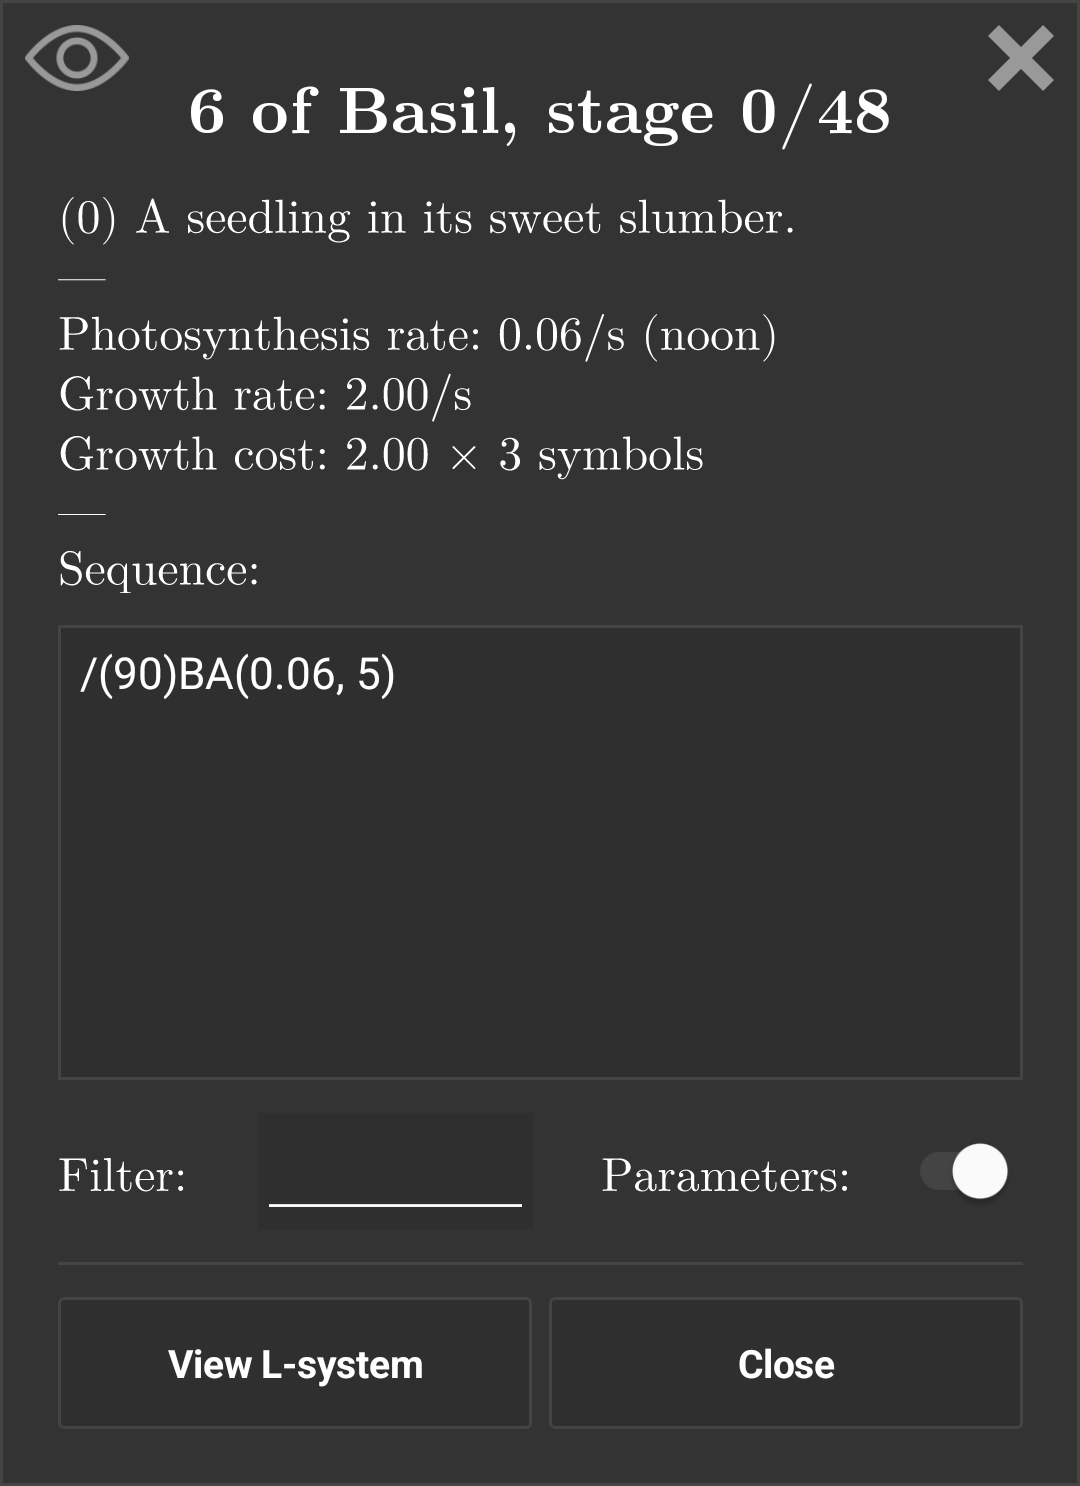 6 of Basil, stage 0/48
(0) A seedling in its sweet slumber.
—
Photosynthesis rate: 0.06/s (noon)
Growth rate: 2.00/s
Growth cost: 2.00 × 3 symbols
—
Sequence:
/(90)BA(0.06, 5)
Filter:
Parameters:
View L-system
Close